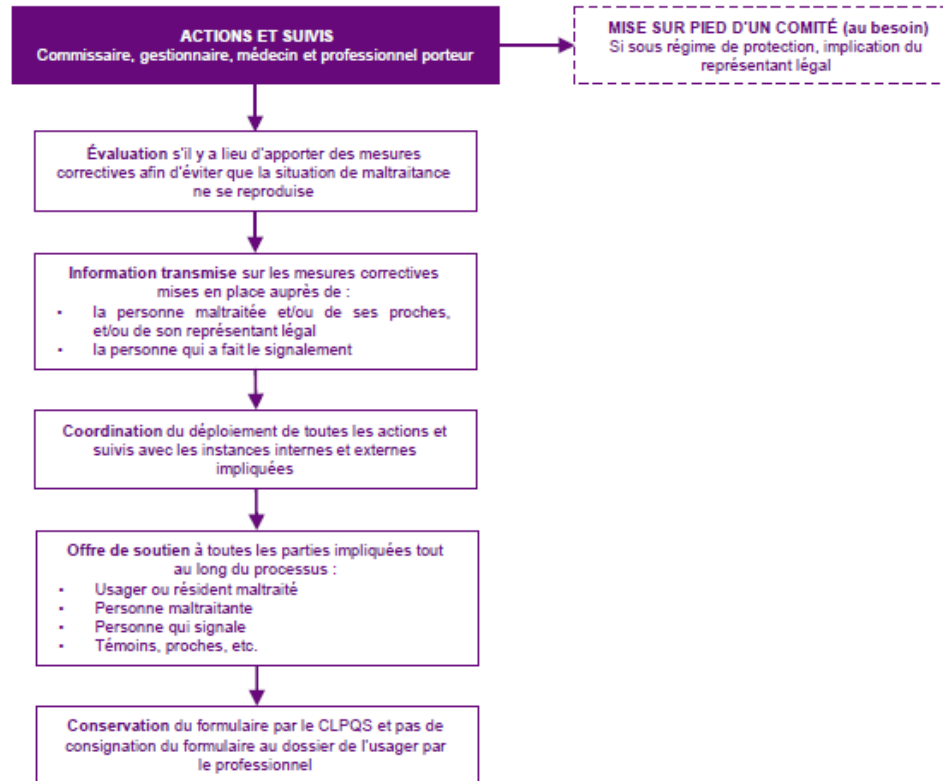 ACTIONS ET SUIVIS
Commissaire, gestionnaire, médecin et professionnel porteur
MISE SUR PIED D'UN COMITÉ (au besoin)
Si sous régime de protection, implication du
représentant légal
Évaluation s'il y a lieu d'apporter des mesures
correctives afin d'éviter que la situation de maltraitance
ne se reproduise
Information transmise sur les mesures correctives
mises en place auprès de :
• la personne maltraitée et/ou de ses proches,
et/ou de son représentant légal
• la personne qui a fait le signalement
Coordination du déploiement de toutes les actions et
suivis avec les instances internes et externes
impliquées
Offre de soutien à toutes les parties impliquées tout
au long du processus :
• Usager ou résident maltraité
• Personne maltraitante
• Personne qui signale
• Témoins, proches, etc.
Conservation du formulaire par le CLPQS et pas de
consignation du formulaire au dossier de l'usager par
le professionnel